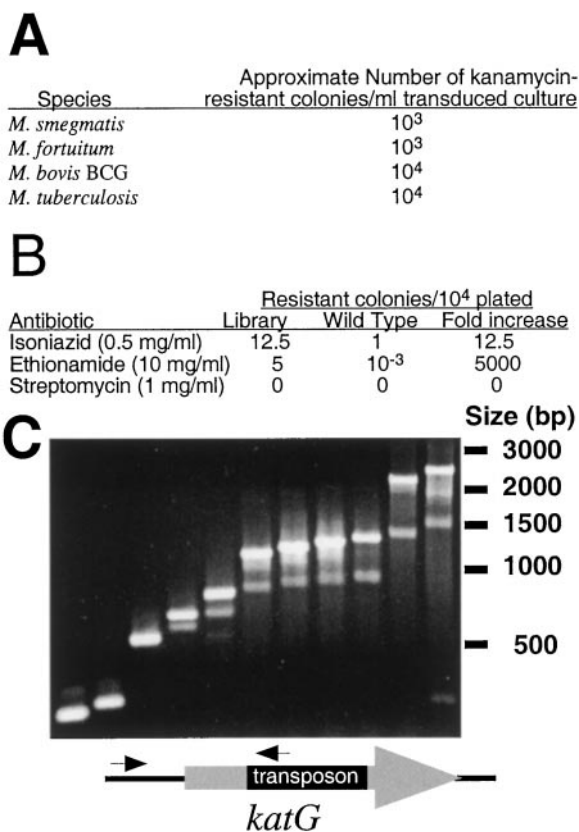 A
Approximate Number of kanamycin-
Species resistant colonies/ml transduced culture
M. smegmatis 10³
M. fortuitum 10³
M. bovis BCG 10⁴
M. tuberculosis 10⁴
B
Resistant colonies/10⁴ plated
Antibiotic Library Wild Type Fold increase
Isoniazid (0.5 mg/ml) 12.5 1 12.5
Ethionamide (10 mg/ml) 5 10⁻³ 5000
Streptomycin (1 mg/ml) 0 0 0
C
Size (bp)
3000
2000
1500
1000
500
transposon
katG